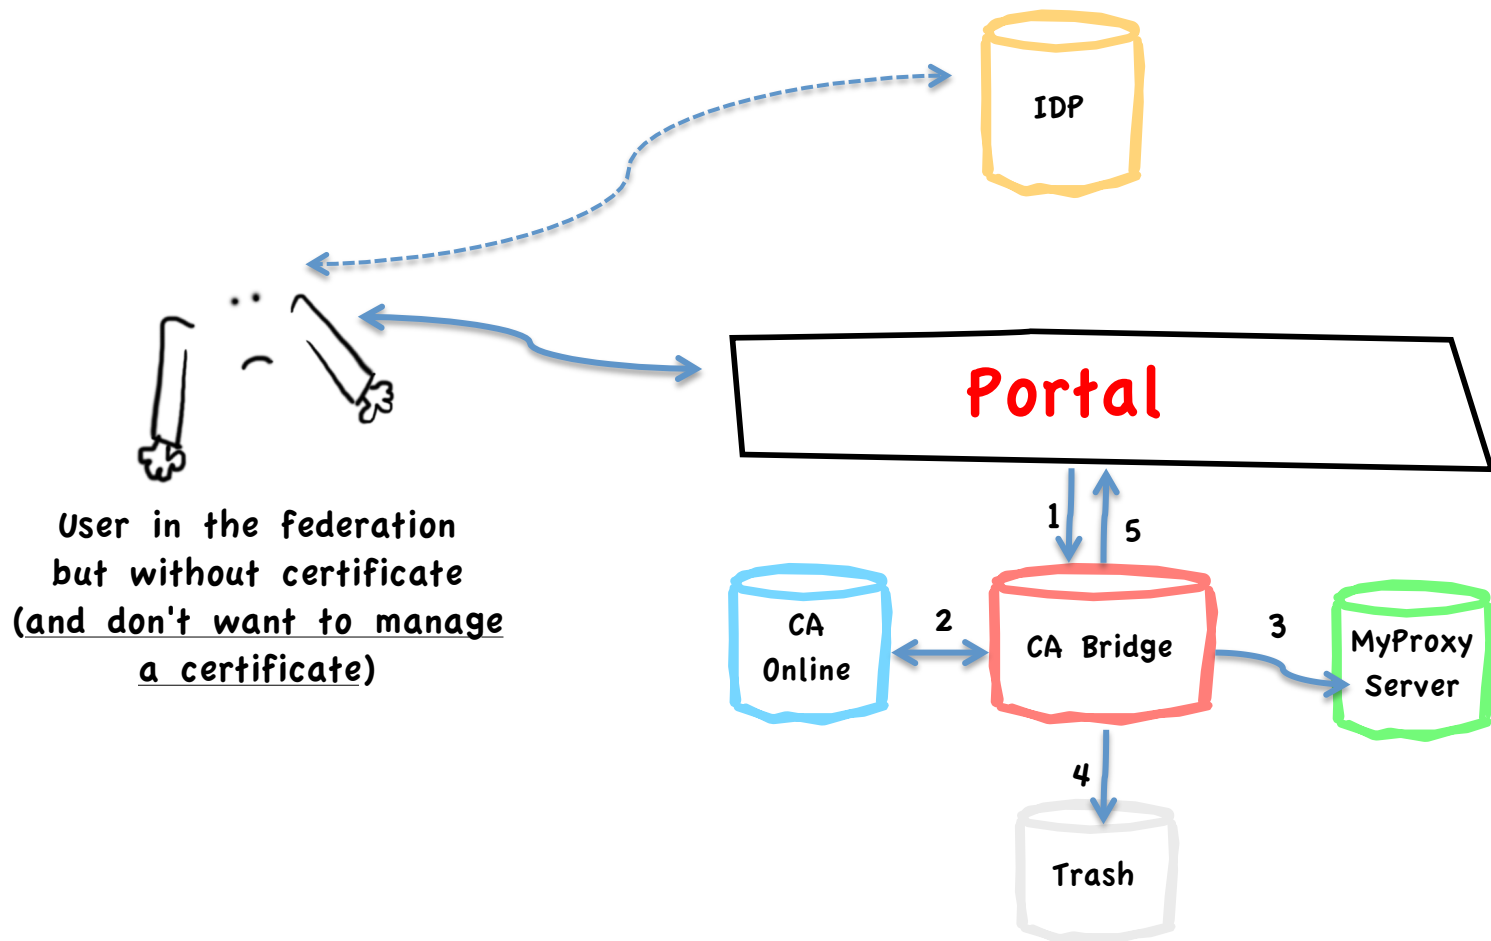 IDP
Portal
1
5
User in the federation
but without certificate
(and don't want to manage
a certificate)
CA
Online
2
CA Bridge
3
MyProxy
Server
4
Trash